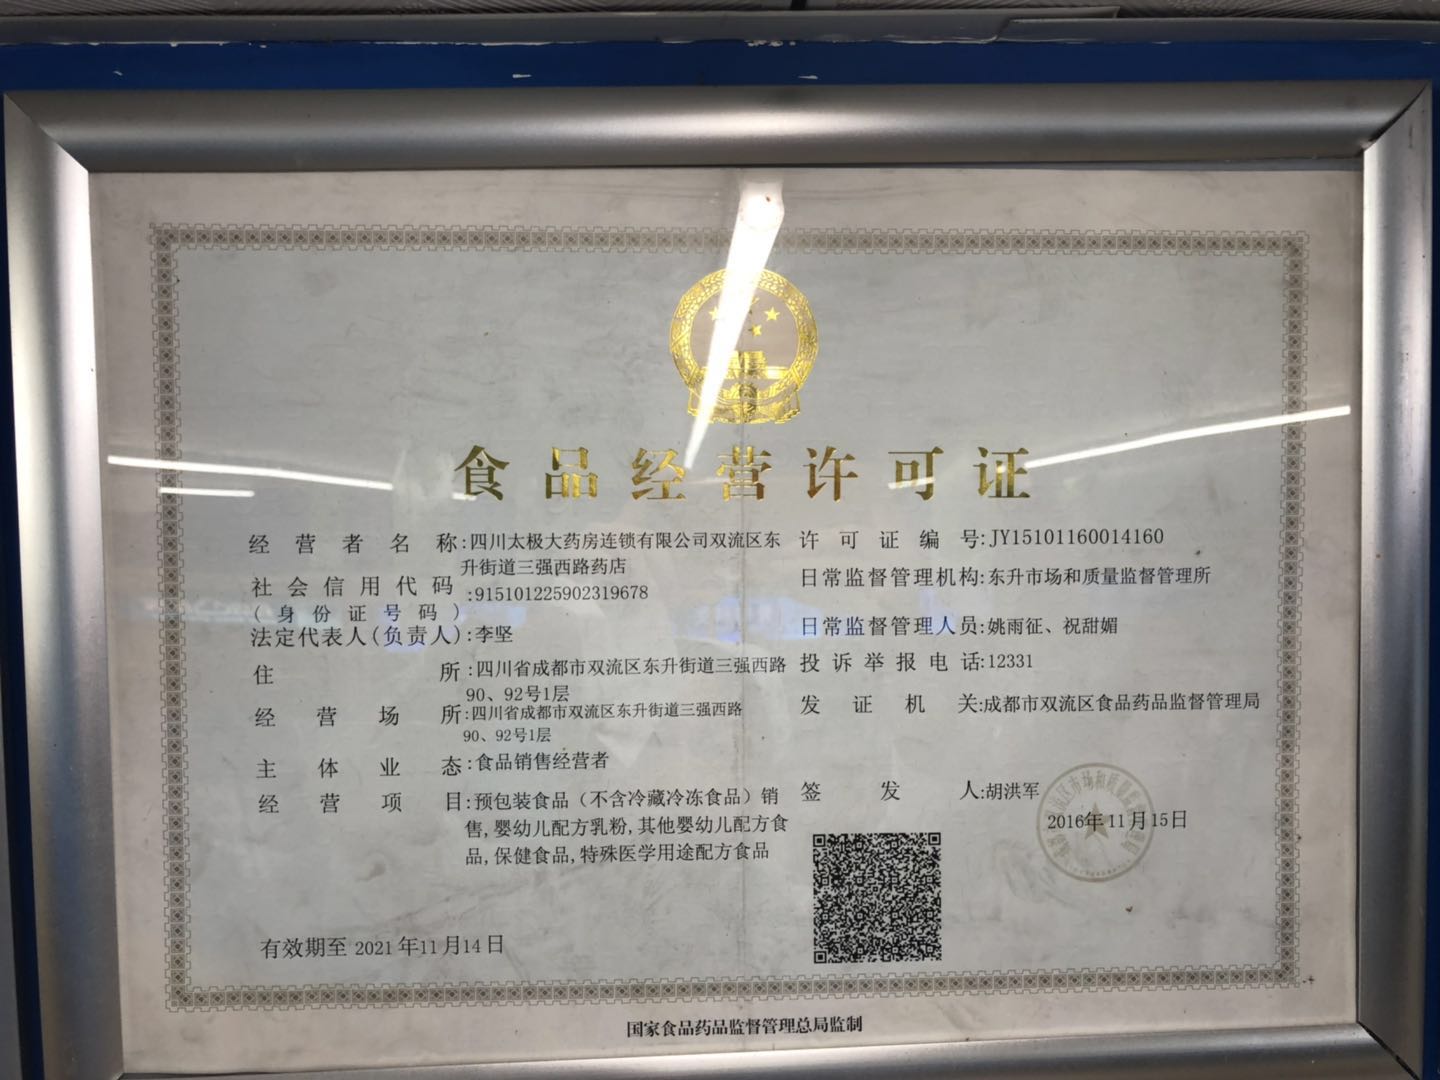 食品经营许可证
经营者名称:四川太极大药房连锁有限公司双流区东
升街道三强西路药店
社会信用代码:915101225902319678
(身份证号码)
法定代表人(负责人):李坚
住所:四川省成都市双流区东升街道三强西路
90、92号1层
经营场所:四川省成都市双流区东升街道三强西路
90、92号1层
主体业态:食品销售经营者
经营项目:预包装食品（不含冷藏冷冻食品）销
售,婴幼儿配方乳粉,其他婴幼儿配方食
品,保健食品,特殊医学用途配方食品
有效期至 2021年11月14日
许可证编号:JY15101160014160
日常监督管理机构:东升市场和质量监督管理所
日常监督管理人员:姚雨征、祝甜媚
投诉举报电话:12331
发证机关:成都市双流区食品药品监督管理局
签发人:胡洪军
2016年11月15日
国家食品药品监督管理总局监制